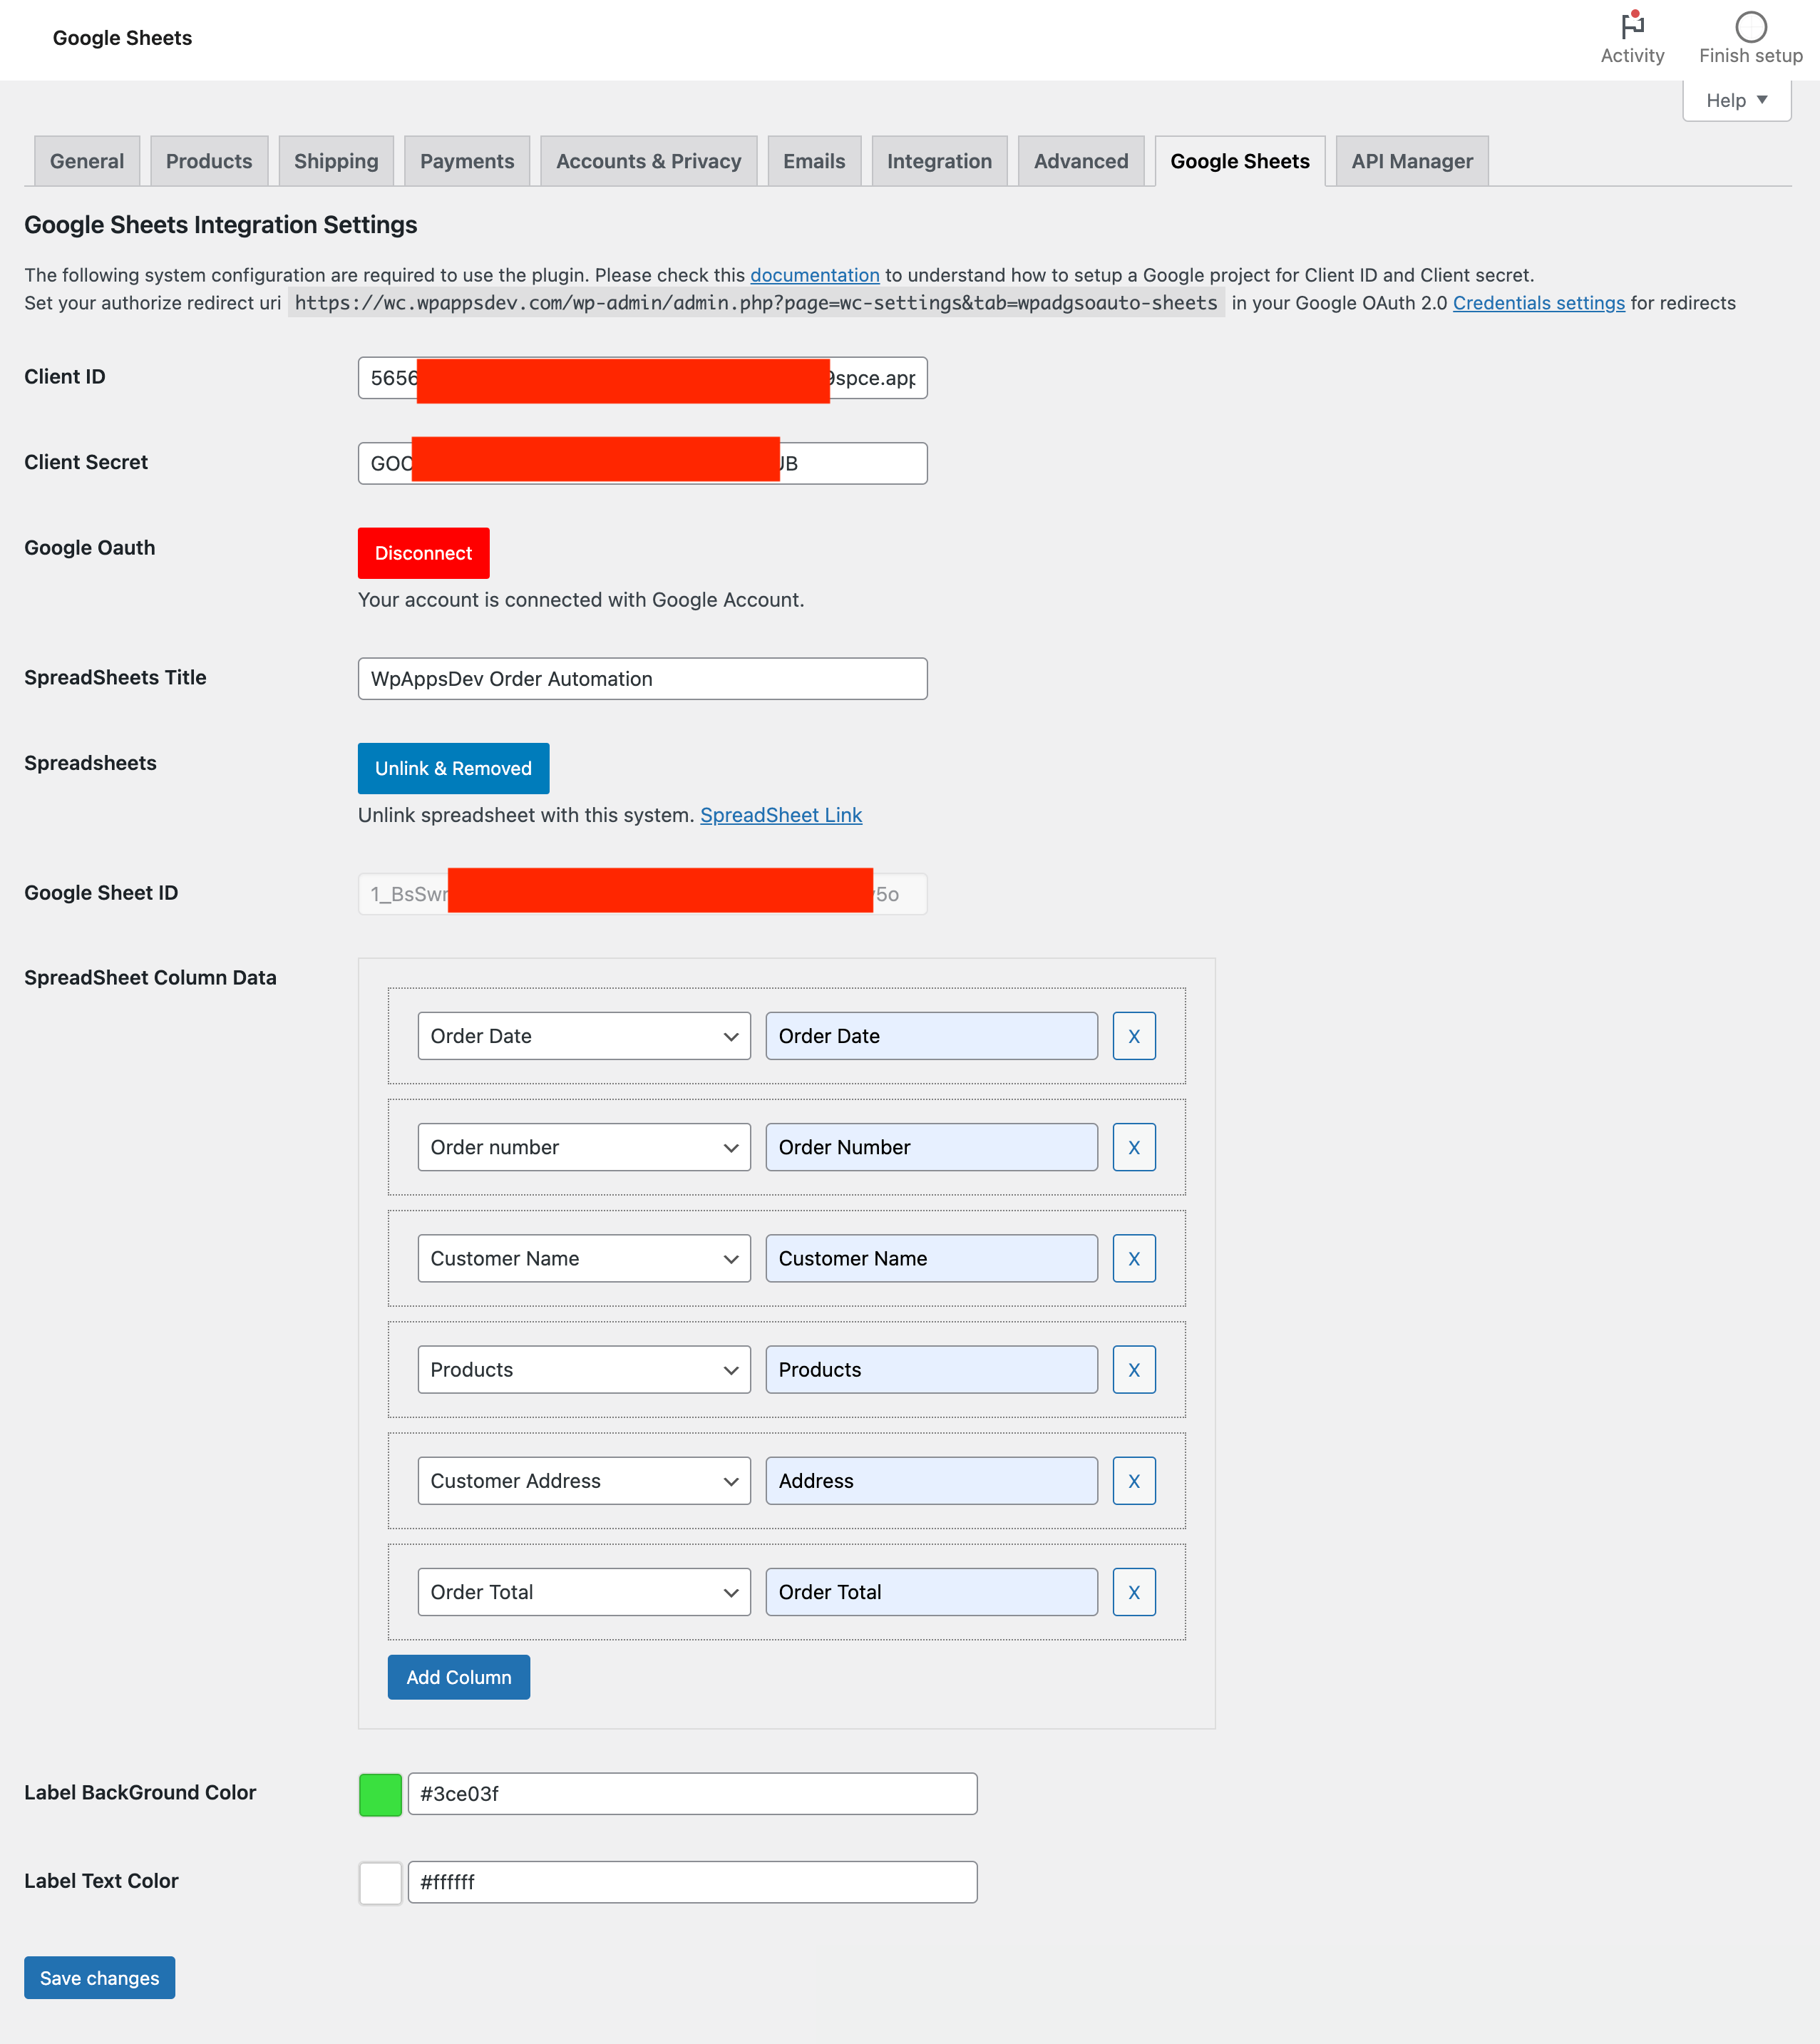 Google Sheets
Activity
Finish setup
Help
General Products Shipping Payments Accounts & Privacy Emails Integration Advanced Google Sheets API Manager
Google Sheets Integration Settings
The following system configuration are required to use the plugin. Please check this documentation to understand how to setup a Google project for Client ID and Client secret.
Set your authorize redirect uri https://wc.wpappsdev.com/wp-admin/admin.php?page=wc-settings&tab=wpadgsoauto-sheets in your Google OAuth 2.0 Credentials settings for redirects
Client ID 5656 9spce.app
Client Secret GOC JB
Google Oauth Disconnect
Your account is connected with Google Account.
SpreadSheets Title WpAppsDev Order Automation
Spreadsheets Unlink & Removed
Unlink spreadsheet with this system. SpreadSheet Link
Google Sheet ID 1_BsSwr 5o
SpreadSheet Column Data
Order Date Order Date X
Order number Order Number X
Customer Name Customer Name X
Products Products X
Customer Address Address X
Order Total Order Total X
Add Column
Label BackGround Color #3ce03f
Label Text Color #ffffff
Save changes